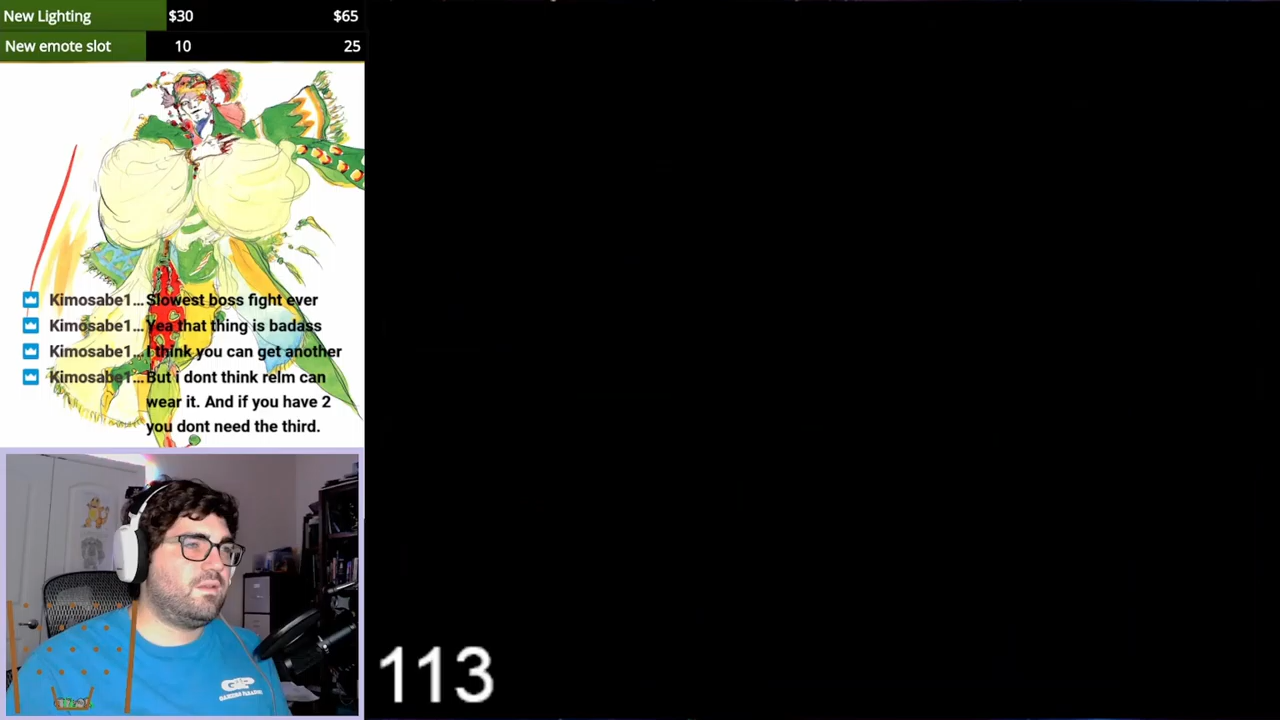 New Lighting $30 $65
New emote slot 10 25
Kimosabe1... Slowest boss fight ever
Kimosabe1... Yea that thing is badass
Kimosabe1... I think you can get another
Kimosabe1... But i dont think relm can
wear it. And if you have 2
you dont need the third.
113